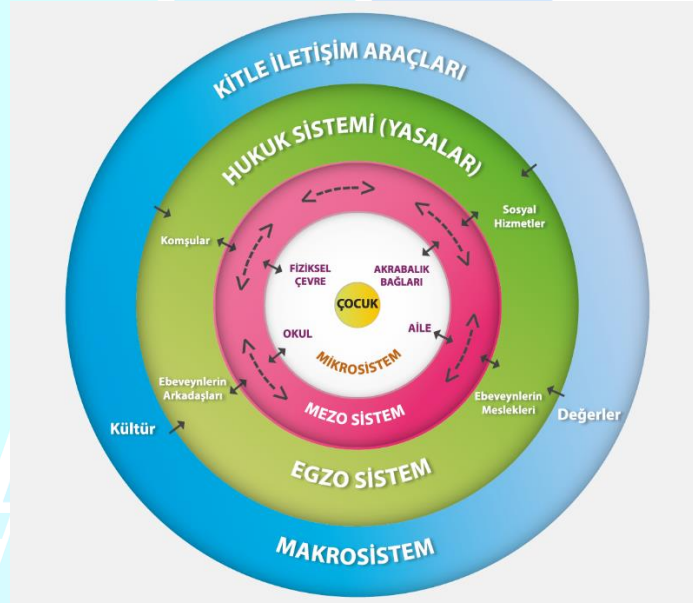 KİTLE İLETİŞİM ARAÇLARI
HUKUK SİSTEMİ (YASALAR)
Komşular
Sosyal
Hizmetler
FİZİKSEL
ÇEVRE
AKRABALIK
BAĞLARI
ÇOCUK
OKUL
AİLE
MİKROSİSTEM
Ebeveynlerin
Arkadaşları
Ebeveynlerin
Meslekleri
MEZO SİSTEM
Kültür
Değerler
EGZO SİSTEM
MAKROSİSTEM